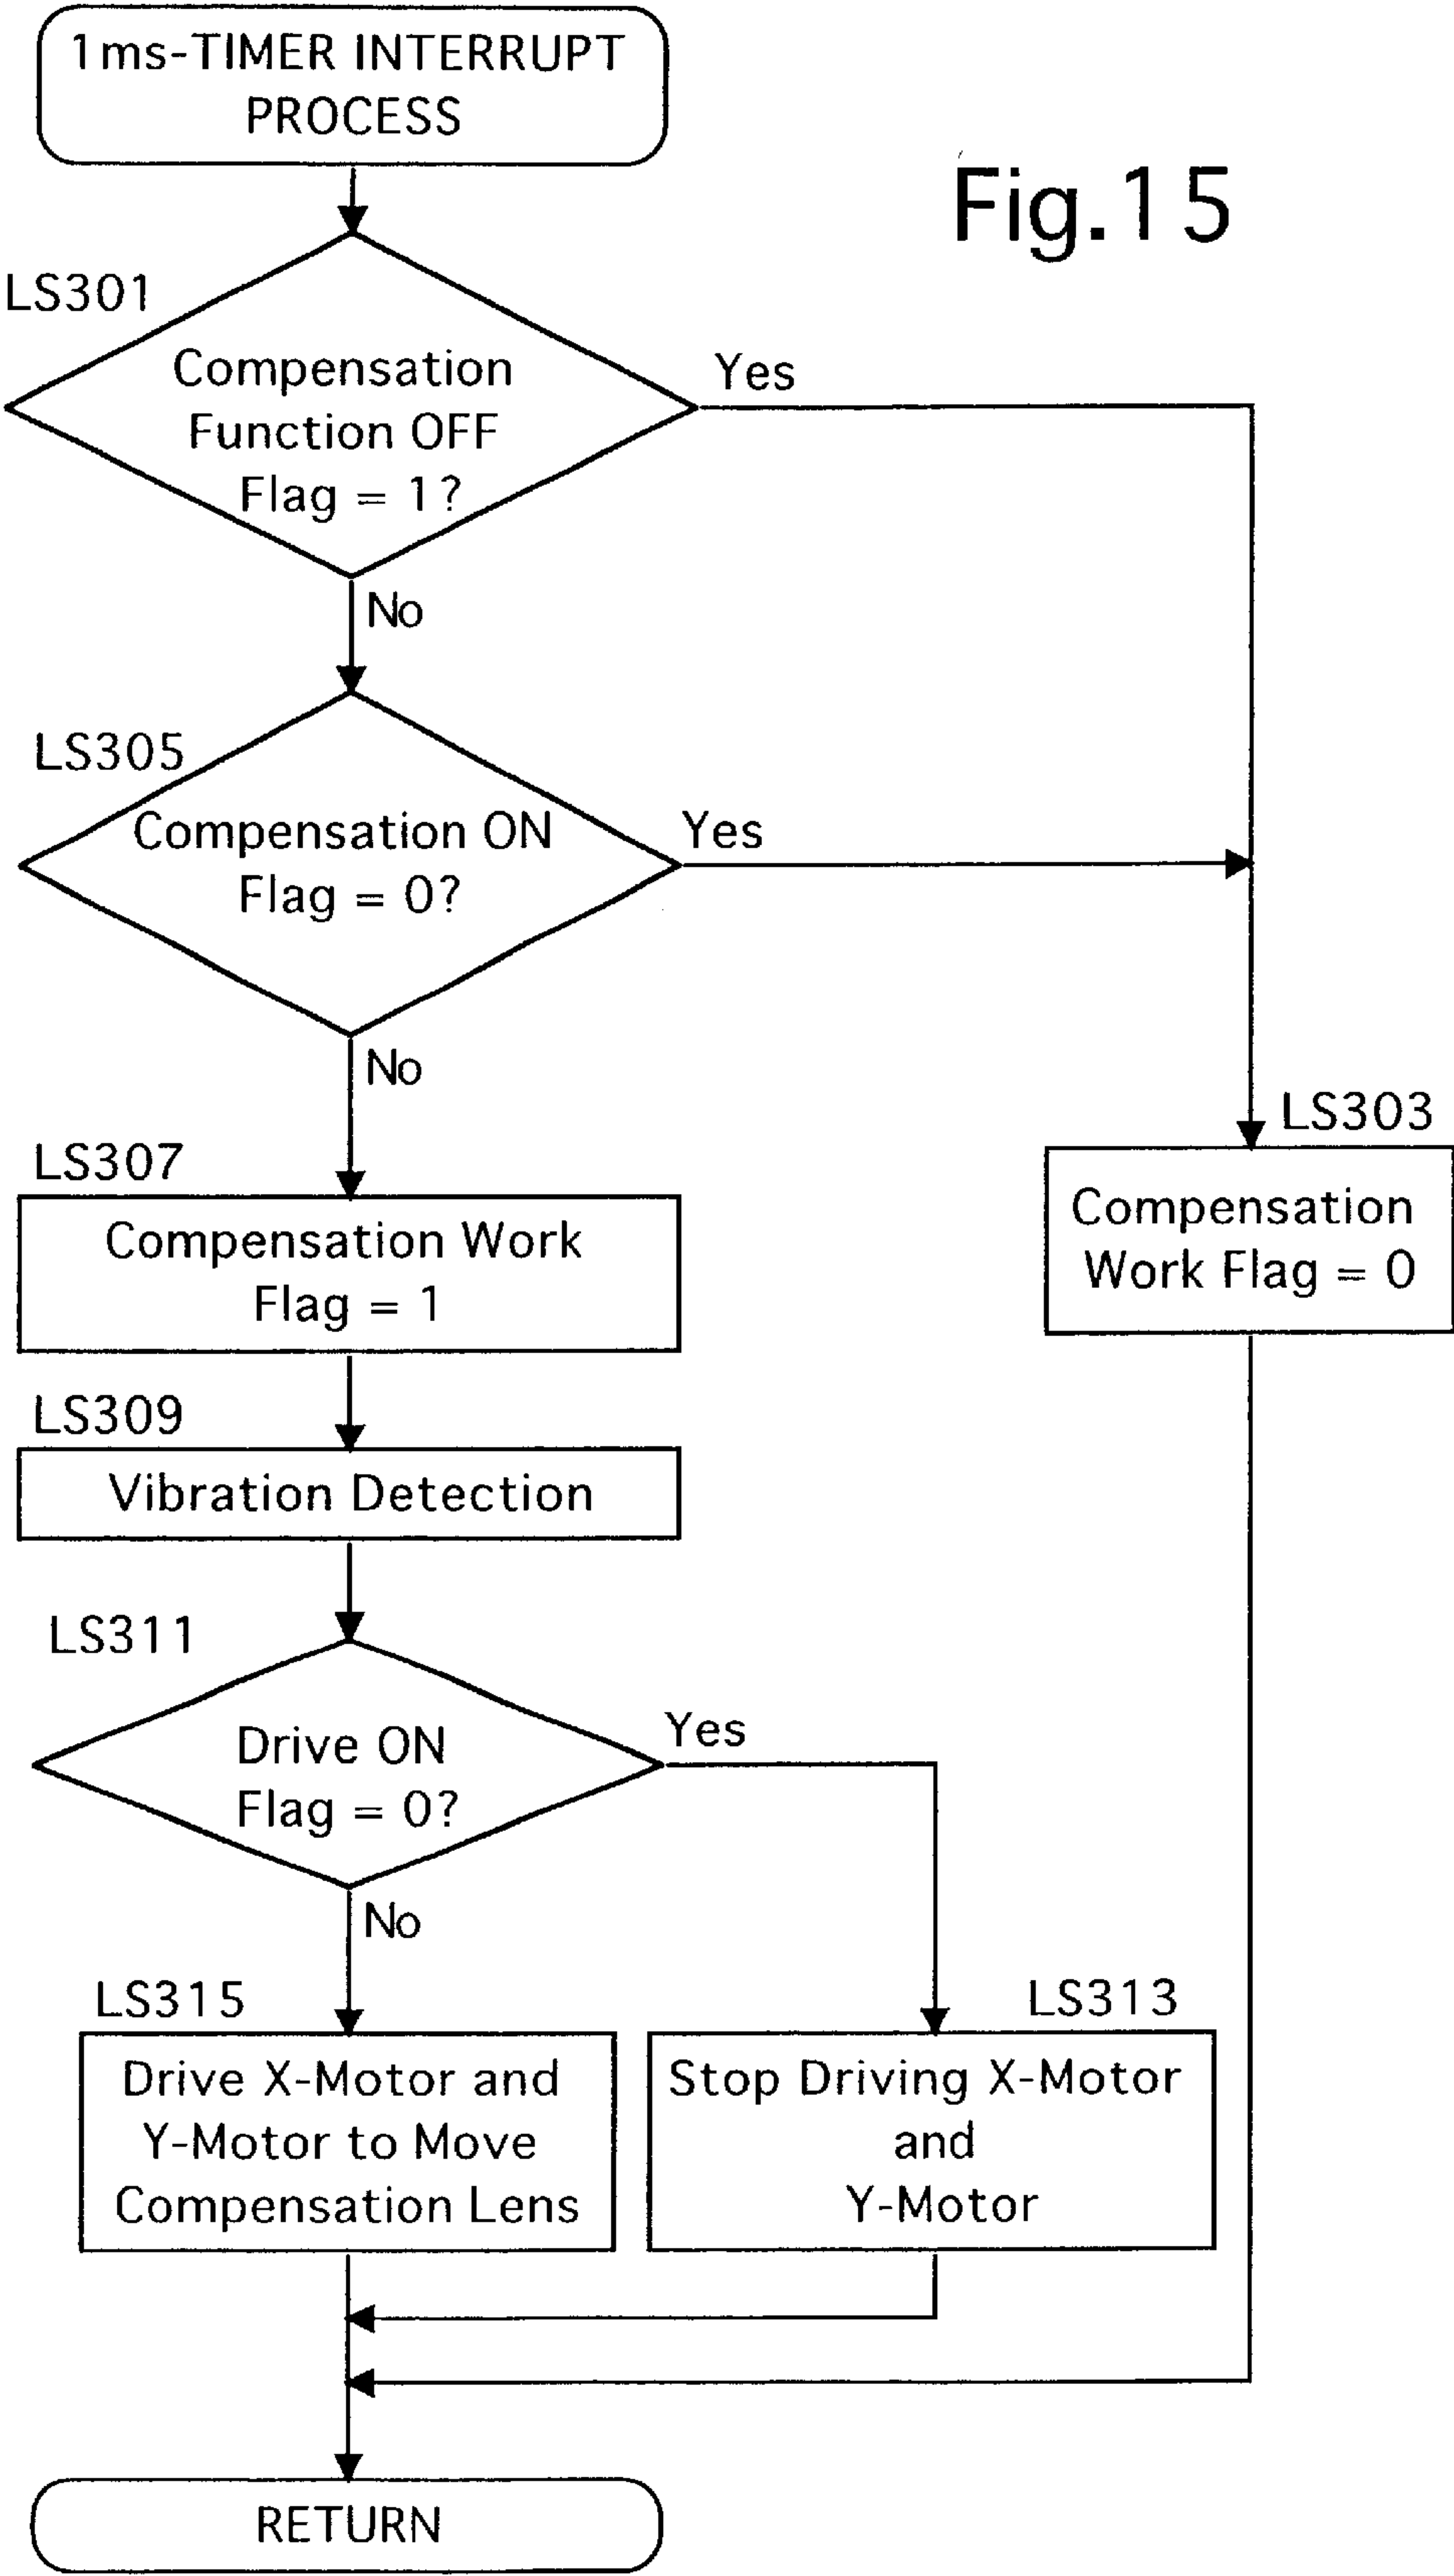 1ms-TIMER INTERRUPT
PROCESS
Fig.15
LS301
Compensation
Function OFF
Flag = 1?
Yes
No
LS305
Compensation ON
Flag = 0?
Yes
No
LS303
Compensation
Work Flag = 0
LS307
Compensation Work
Flag = 1
LS309
Vibration Detection
LS311
Drive ON
Flag = 0?
Yes
No
LS315
Drive X-Motor and
Y-Motor to Move
Compensation Lens
LS313
Stop Driving X-Motor
and
Y-Motor
RETURN